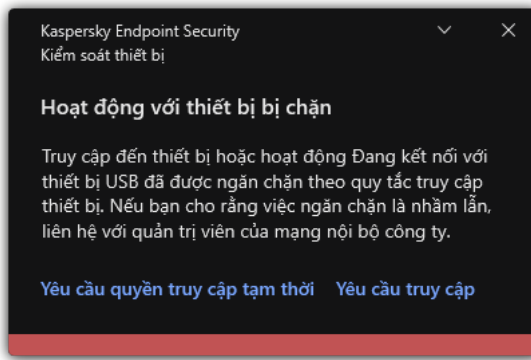 Kaspersky Endpoint Security
Kiểm soát thiết bị
Hoạt động với thiết bị bị chặn
Truy cập đến thiết bị hoặc hoạt động Đang kết nối với
thiết bị USB đã được ngăn chặn theo quy tắc truy cập
thiết bị. Nếu bạn cho rằng việc ngăn chặn là nhầm lẫn,
liên hệ với quản trị viên của mạng nội bộ công ty.
Yêu cầu quyền truy cập tạm thời Yêu cầu truy cập